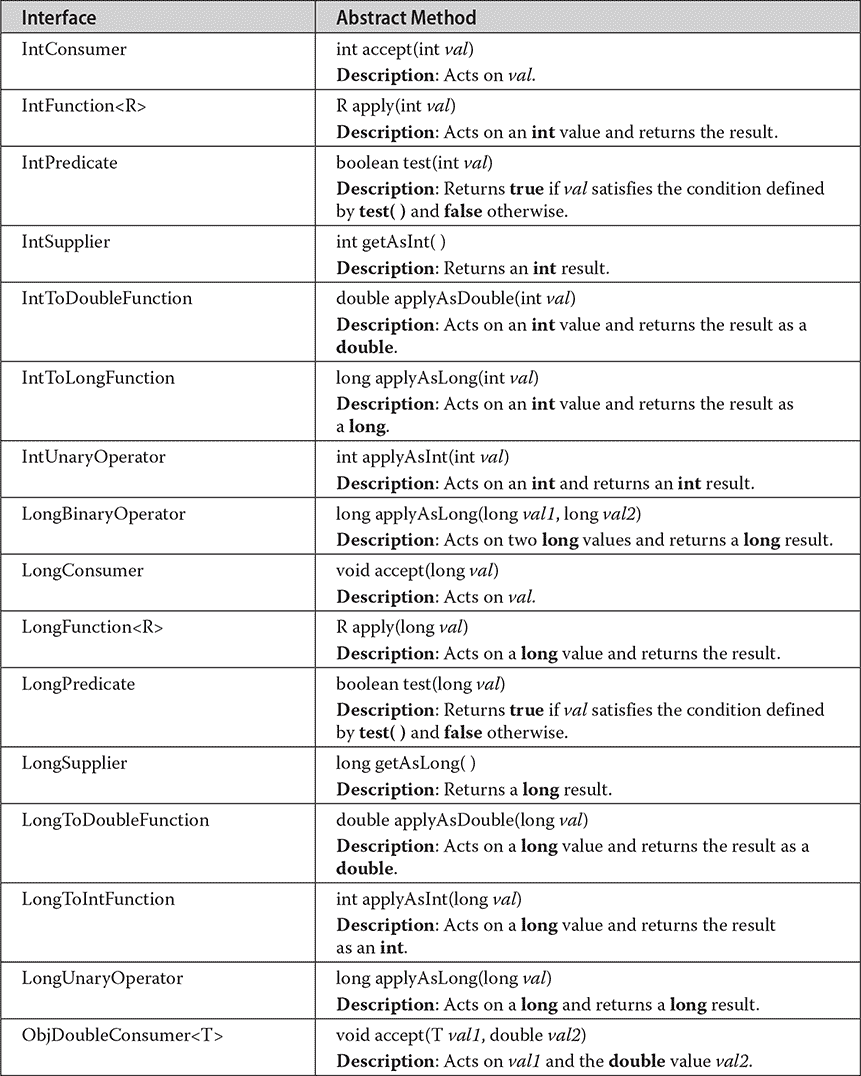 Interface Abstract Method
IntConsumer int accept(int val)
Description: Acts on val.
IntFunction<R> R apply(int val)
Description: Acts on an int value and returns the result.
IntPredicate boolean test(int val)
Description: Returns true if val satisfies the condition defined
by test( ) and false otherwise.
IntSupplier int getAsInt( )
Description: Returns an int result.
IntToDoubleFunction double applyAsDouble(int val)
Description: Acts on an int value and returns the result as a
double.
IntToLongFunction long applyAsLong(int val)
Description: Acts on an int value and returns the result as
a long.
IntUnaryOperator int applyAsInt(int val)
Description: Acts on an int and returns an int result.
LongBinaryOperator long applyAsLong(long val1, long val2)
Description: Acts on two long values and returns a long result.
LongConsumer void accept(long val)
Description: Acts on val.
LongFunction<R> R apply(long val)
Description: Acts on a long value and returns the result.
LongPredicate boolean test(long val)
Description: Returns true if val satisfies the condition defined
by test( ) and false otherwise.
LongSupplier long getAsLong( )
Description: Returns a long result.
LongToDoubleFunction double applyAsDouble(long val)
Description: Acts on a long value and returns the result as a
double.
LongToIntFunction int applyAsInt(long val)
Description: Acts on a long value and returns the result
as an int.
LongUnaryOperator long applyAsLong(long val)
Description: Acts on a long and returns a long result.
ObjDoubleConsumer<T> void accept(T val1, double val2)
Description: Acts on val1 and the double value val2.